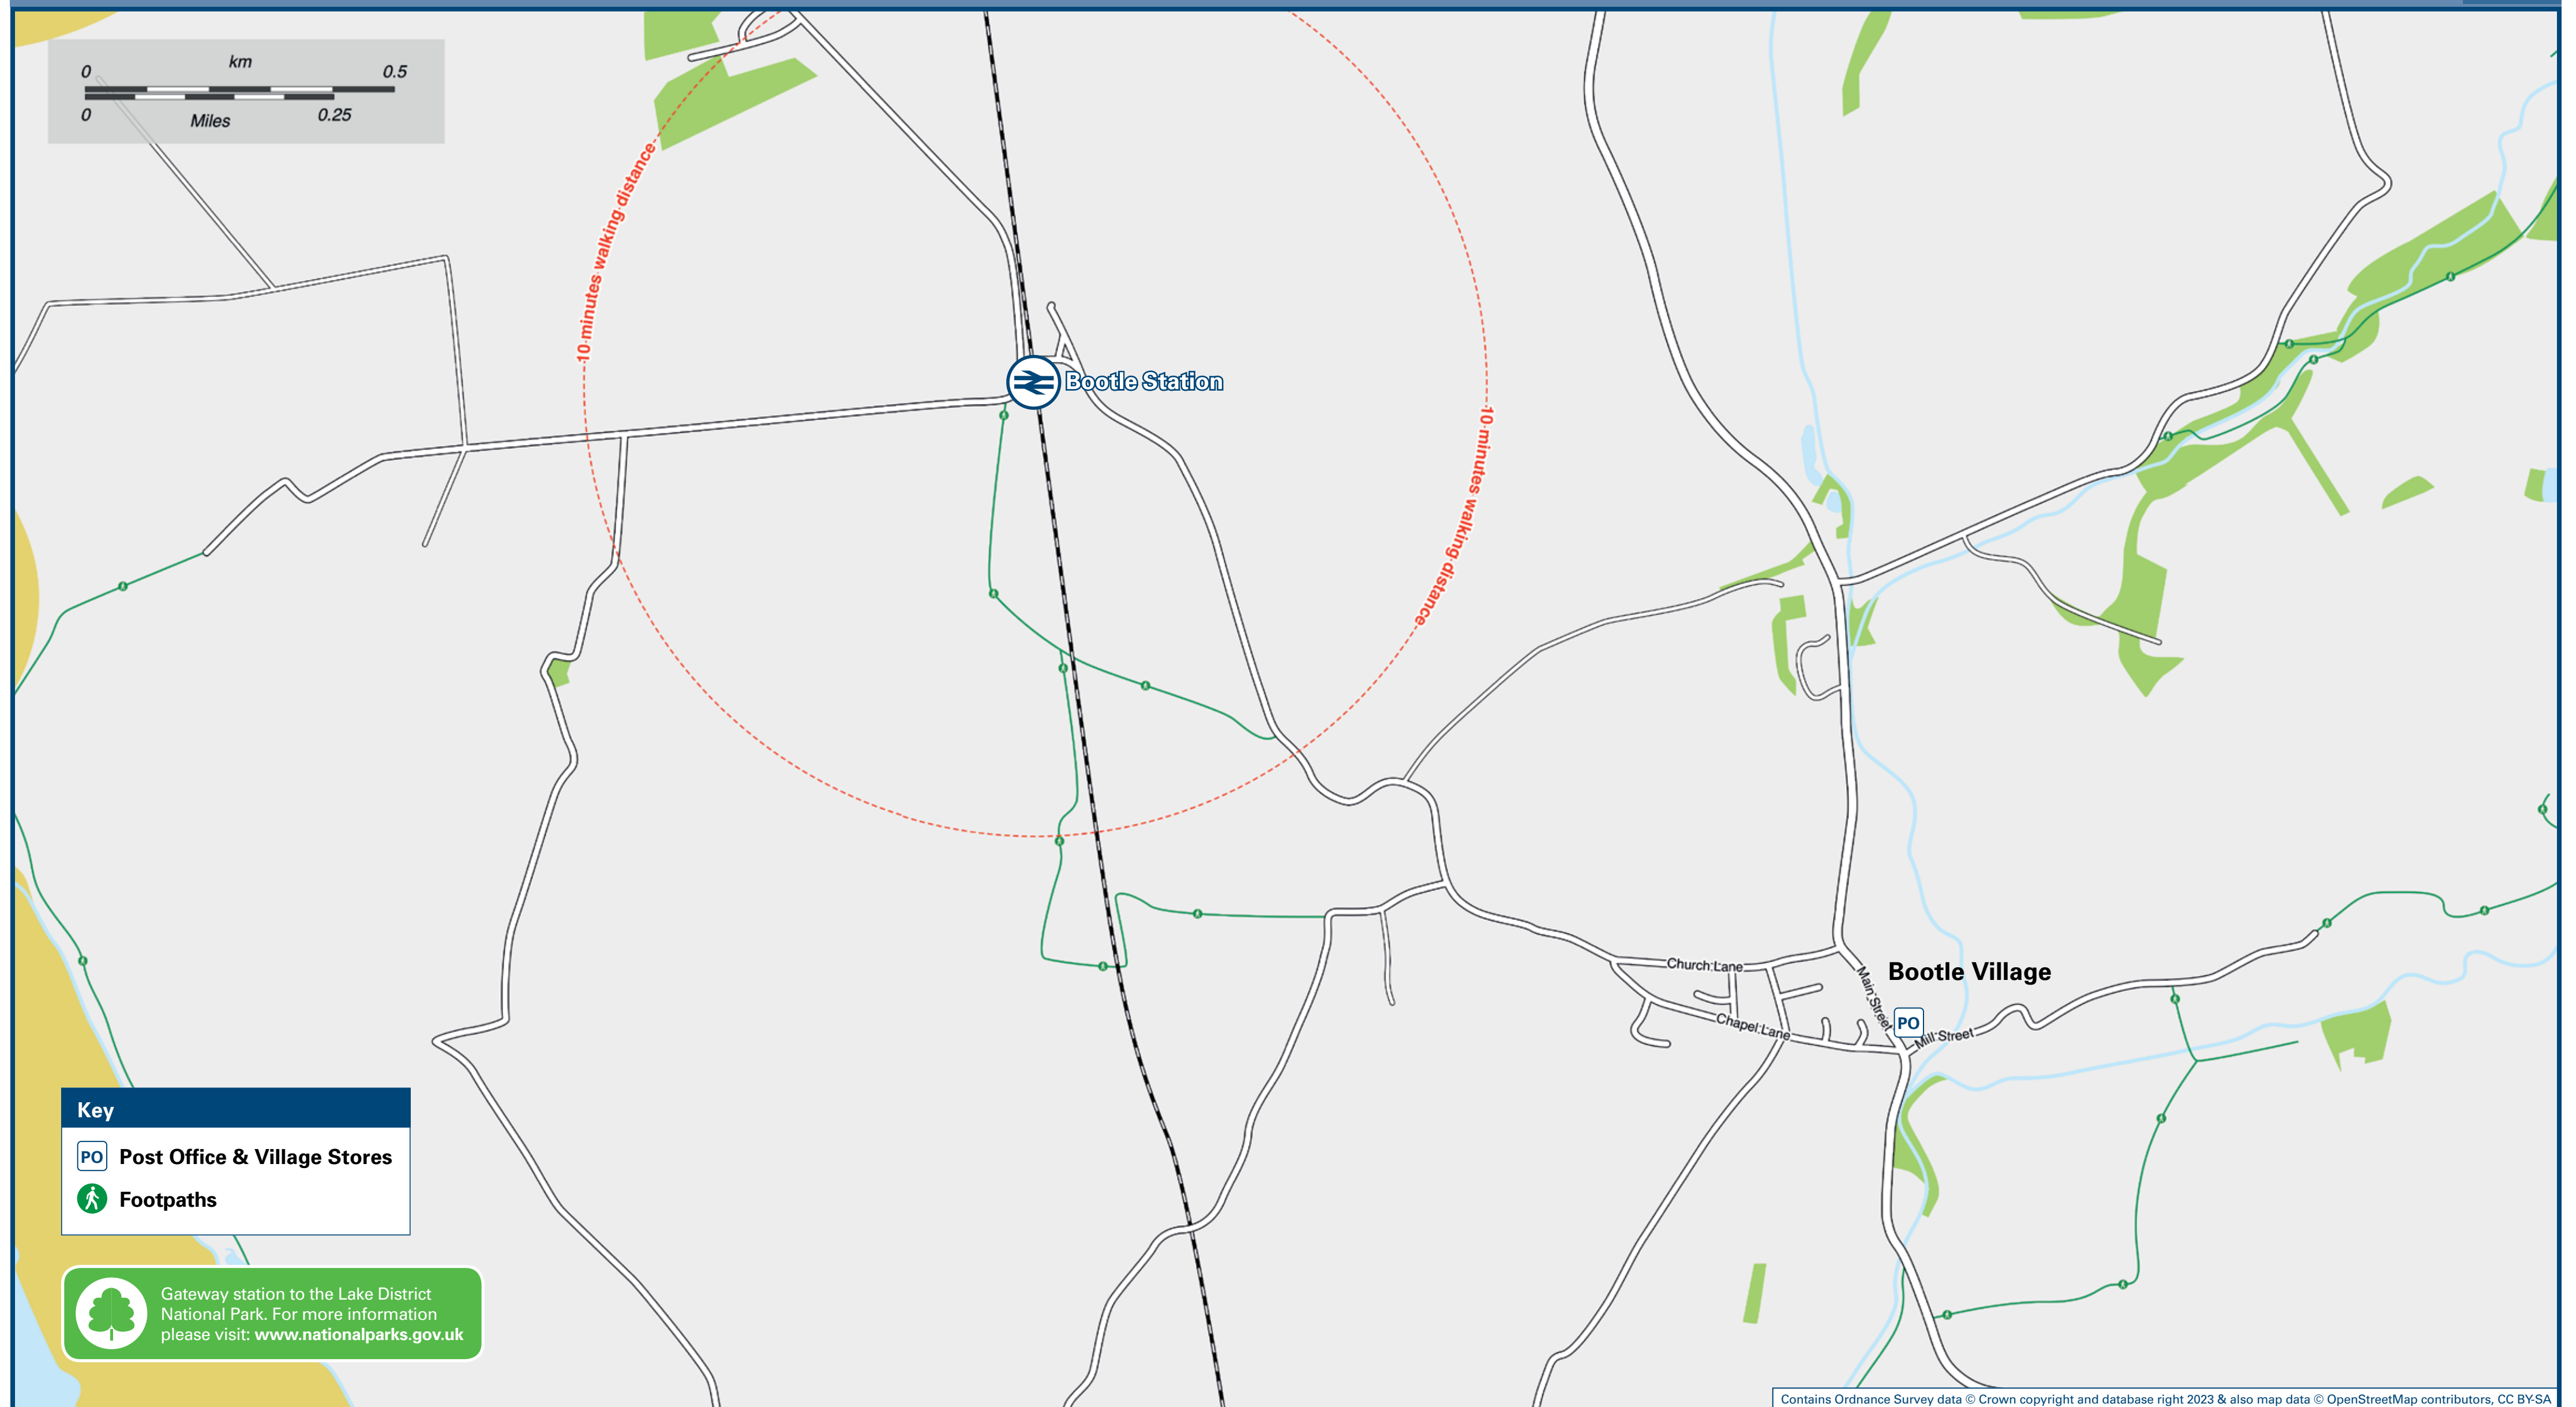 km
0 0.5
0 0.25
Miles
10 minutes walking distance
Bootle Station
10 minutes walking distance
Church Lane
Main Street
Bootle Village
PO
Chapel Lane
Mill Street
Key
PO Post Office & Village Stores
Footpaths
Gateway station to the Lake District
National Park. For more information
please visit: www.nationalparks.gov.uk
Contains Ordnance Survey data © Crown copyright and database right 2023 & also map data © OpenStreetMap contributors, CC BY-SA